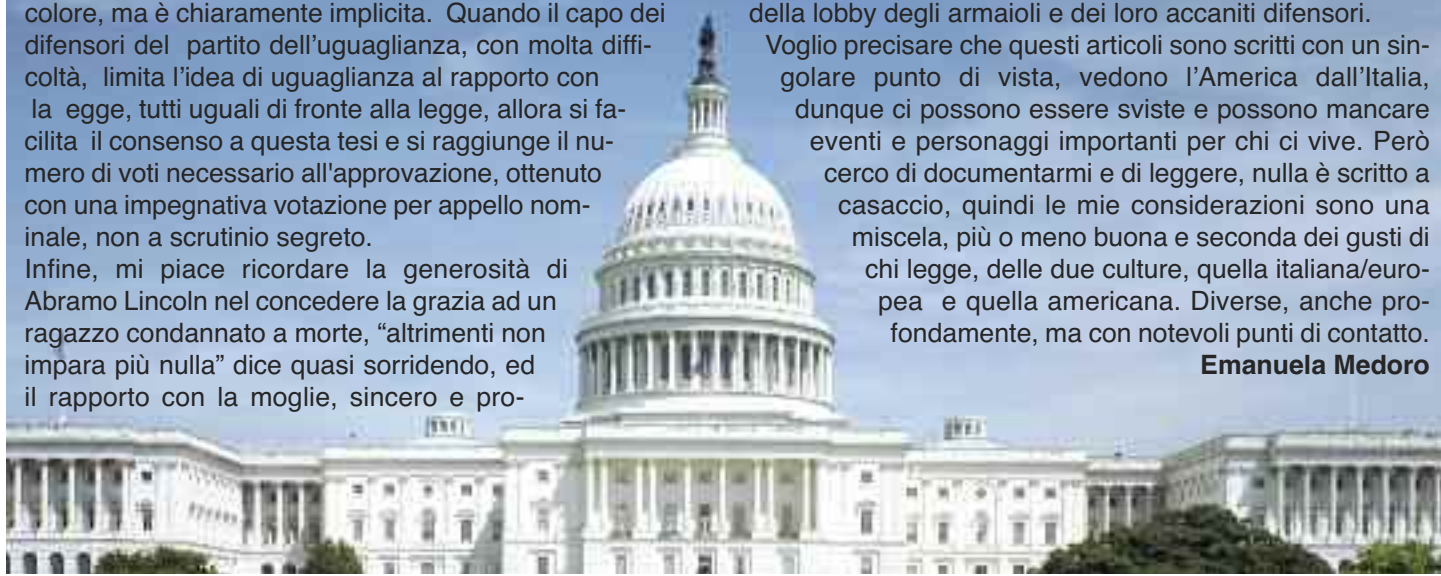 colore, ma è chiaramente implicita. Quando il capo dei
difensori del partito dell’uguaglianza, con molta diffi-
coltà, limita l’idea di uguaglianza al rapporto con
la egge, tutti uguali di fronte alla legge, allora si fa-
cilita il consenso a questa tesi e si raggiunge il nu-
mero di voti necessario all'approvazione, ottenuto
con una impegnativa votazione per appello nom-
inale, non a scrutinio segreto.
Infine, mi piace ricordare la generosità di
Abramo Lincoln nel concedere la grazia ad un
ragazzo condannato a morte, “altrimenti non
impara più nulla” dice quasi sorridendo, ed
il rapporto con la moglie, sincero e pro-
della lobby degli armaioli e dei loro accaniti difensori.
Voglio precisare che questi articoli sono scritti con un sin-
golare punto di vista, vedono l’America dall’Italia,
dunque ci possono essere sviste e possono mancare
eventi e personaggi importanti per chi ci vive. Però
cerco di documentarmi e di leggere, nulla è scritto a
casaccio, quindi le mie considerazioni sono una
miscela, più o meno buona e seconda dei gusti di
chi legge, delle due culture, quella italiana/euro-
pea e quella americana. Diverse, anche pro-
fondamente, ma con notevoli punti di contatto.
Emanuela Medoro